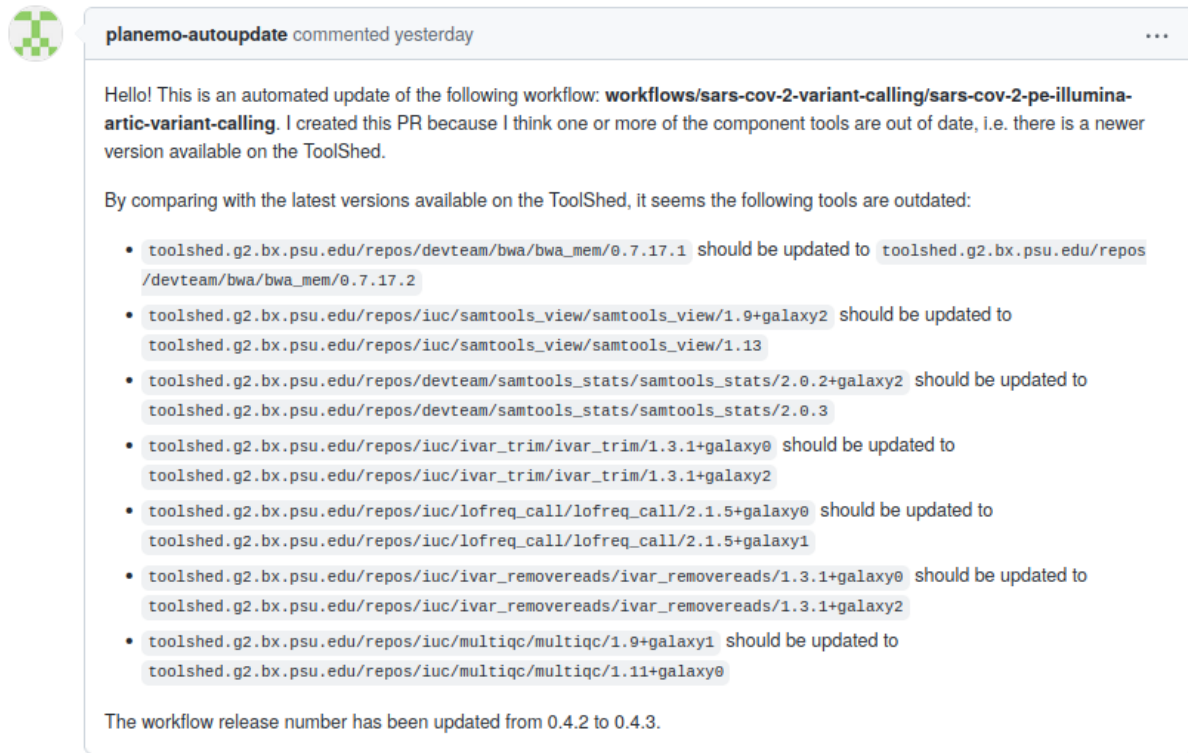 planemo-autoupdate commented yesterday
Hello! This is an automated update of the following workflow: workflows/sars-cov-2-variant-calling/sars-cov-2-pe-illumina-
artic-variant-calling. I created this PR because I think one or more of the component tools are out of date, i.e. there is a newer
version available on the ToolShed.
By comparing with the latest versions available on the ToolShed, it seems the following tools are outdated:
• toolshed.g2.bx.psu.edu/repos/devteam/bwa/bwa_mem/0.7.17.1 should be updated to toolshed.g2.bx.psu.edu/repos
/devteam/bwa/bwa_mem/0.7.17.2
• toolshed.g2.bx.psu.edu/repos/iuc/samtools_view/samtools_view/1.9+galaxy2 should be updated to
toolshed.g2.bx.psu.edu/repos/iuc/samtools_view/samtools_view/1.13
• toolshed.g2.bx.psu.edu/repos/devteam/samtools_stats/samtools_stats/2.0.2+galaxy2 should be updated to
toolshed.g2.bx.psu.edu/repos/devteam/samtools_stats/samtools_stats/2.0.3
• toolshed.g2.bx.psu.edu/repos/iuc/ivar_trim/ivar_trim/1.3.1+galaxy0 should be updated to
toolshed.g2.bx.psu.edu/repos/iuc/ivar_trim/ivar_trim/1.3.1+galaxy2
• toolshed.g2.bx.psu.edu/repos/iuc/lofreq_call/lofreq_call/2.1.5+galaxy0 should be updated to
toolshed.g2.bx.psu.edu/repos/iuc/lofreq_call/lofreq_call/2.1.5+galaxy1
• toolshed.g2.bx.psu.edu/repos/iuc/ivar_removereads/ivar_removereads/1.3.1+galaxy0 should be updated to
toolshed.g2.bx.psu.edu/repos/iuc/ivar_removereads/ivar_removereads/1.3.1+galaxy2
• toolshed.g2.bx.psu.edu/repos/iuc/multiqc/multiqc/1.9+galaxy1 should be updated to
toolshed.g2.bx.psu.edu/repos/iuc/multiqc/multiqc/1.11+galaxy0
The workflow release number has been updated from 0.4.2 to 0.4.3.